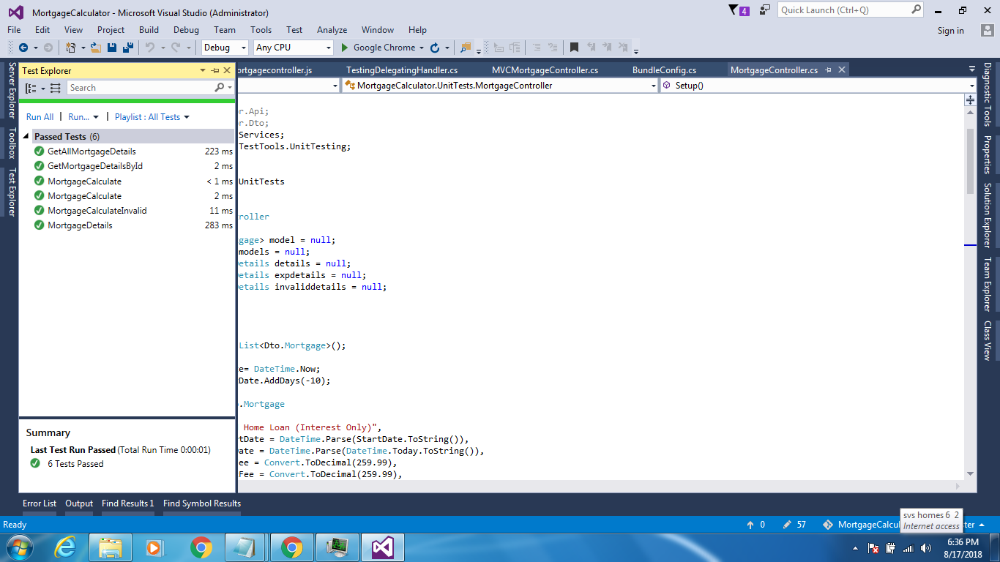 MortgageCalculator - Microsoft Visual Studio (Administrator)
4
Quick Launch (Ctrl+Q)
File Edit View Project Build Debug Team Tools Test Analyze Window Help
Sign in
Debug Any CPU Google Chrome
Server Explorer
Toolbox
Test Explorer
Test Explorer
Search
Run All | Run... | Playlist : All Tests
Passed Tests (6)
GetAllMortgageDetails 223 ms
GetMortgageDetailsById 2 ms
MortgageCalculate < 1 ms
MortgageCalculate 2 ms
MortgageCalculateInvalid 11 ms
MortgageDetails 283 ms
Summary
Last Test Run Passed (Total Run Time 0:00:01)
6 Tests Passed
ortgagecontroller.js TestingDelegatingHandler.cs MVCMortgageController.cs BundleConfig.cs MortgageController.cs
MortgageCalculator.UnitTests.MortgageController Setup()
r.Api;
r.Dto;
Services;
TestTools.UnitTesting;
UnitTests
roller
gage> model = null;
models = null;
etails details = null;
etails expdetails = null;
etails invaliddetails = null;
List<Dto.Mortgage>();
e= DateTime.Now;
Date.AddDays(-10);
.Mortgage
Home Loan (Interest Only)",
tDate = DateTime.Parse(StartDate.ToString()),
ate = DateTime.Parse(DateTime.Today.ToString()),
ee = Convert.ToDecimal(259.99),
Fee = Convert.ToDecimal(259.99),
Diagnostic Tools
Properties
Solution Explorer
Team Explorer
Class View
Error List Output Find Results 1 Find Symbol Results
svs homes 6 2
Internet access
Ready 0 57 MortgageCalcu ter
6:36 PM
8/17/2018